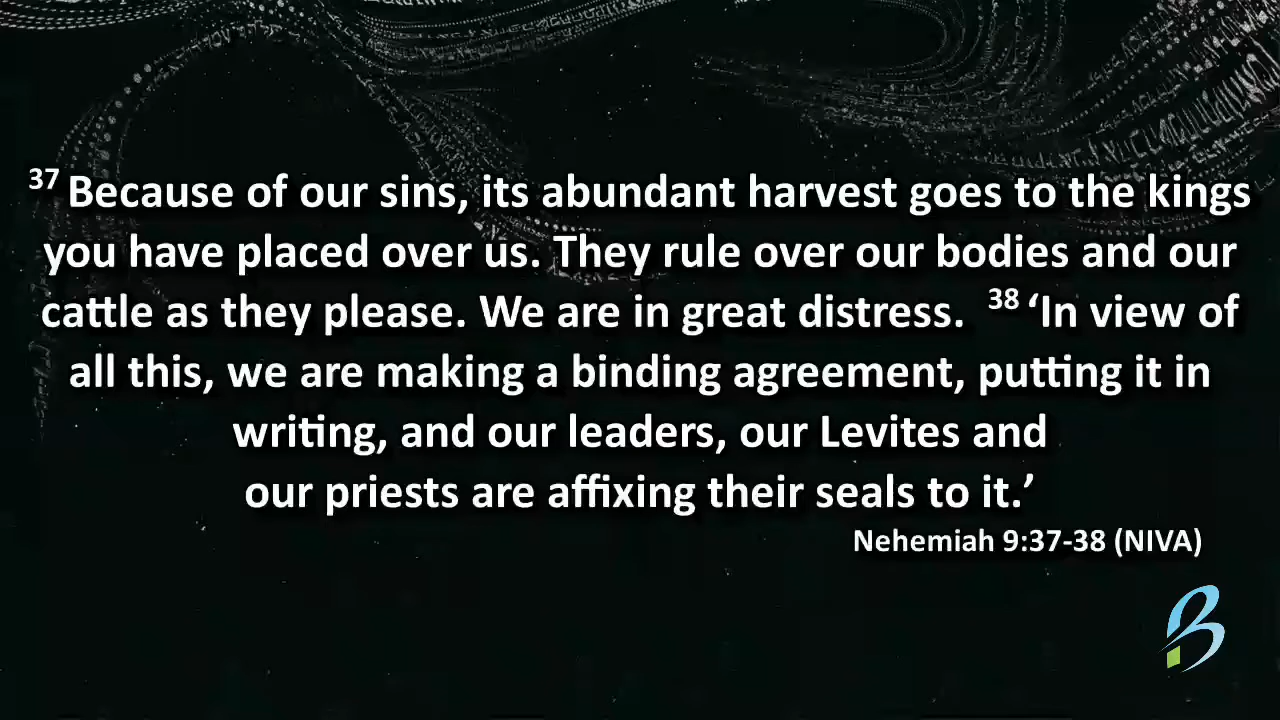 37 Because of our sins, its abundant harvest goes to the kings
you have placed over us. They rule over our bodies and our
cattle as they please. We are in great distress. 38 ‘In view of
all this, we are making a binding agreement, putting it in
writing, and our leaders, our Levites and
our priests are affixing their seals to it.’
Nehemiah 9:37-38 (NIVA)